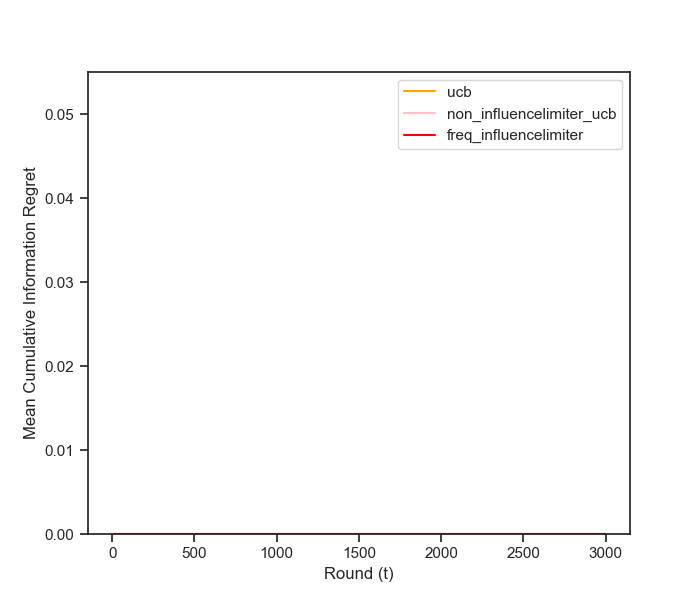 ucb
non_influencelimiter_ucb
freq_influencelimiter
Mean Cumulative Information Regret
0.05
0.04
0.03
0.02
0.01
0.00
0 500 1000 1500 2000 2500 3000
Round (t)